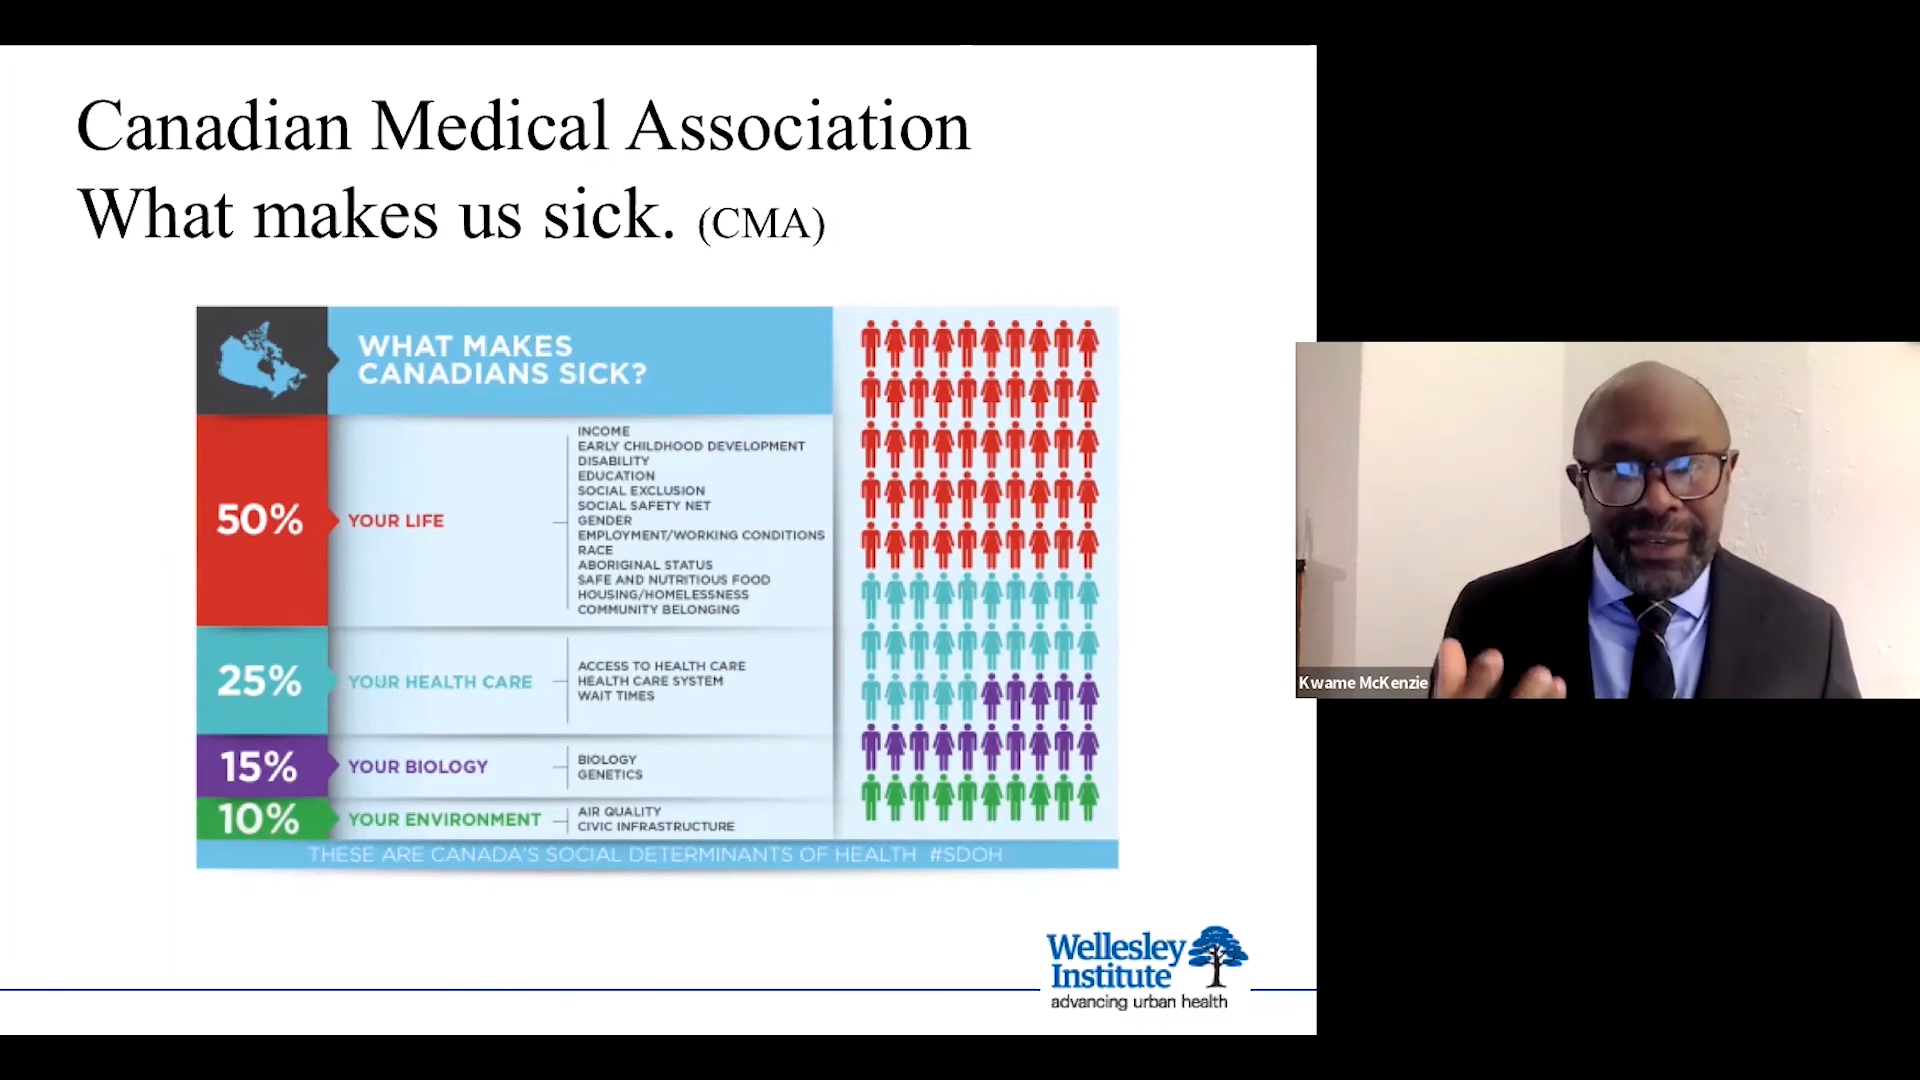 Canadian Medical Association
What makes us sick. (CMA)
WHAT MAKES
CANADIANS SICK?
50%
YOUR LIFE
INCOME
EARLY CHILDHOOD DEVELOPMENT
DISABILITY
EDUCATION
SOCIAL EXCLUSION
SOCIAL SAFETY NET
GENDER
EMPLOYMENT/WORKING CONDITIONS
RACE
ABORIGINAL STATUS
SAFE AND NUTRITIOUS FOOD
HOUSING/HOMELESSNESS
COMMUNITY BELONGING
25%
YOUR HEALTH CARE
ACCESS TO HEALTH CARE
HEALTH CARE SYSTEM
WAIT TIMES
15%
YOUR BIOLOGY
BIOLOGY
GENETICS
10%
YOUR ENVIRONMENT
AIR QUALITY
CIVIC INFRASTRUCTURE
THESE ARE CANADA'S SOCIAL DETERMINANTS OF HEALTH #SDOH
Wellesley
Institute
advancing urban health
Kwame McKenzie